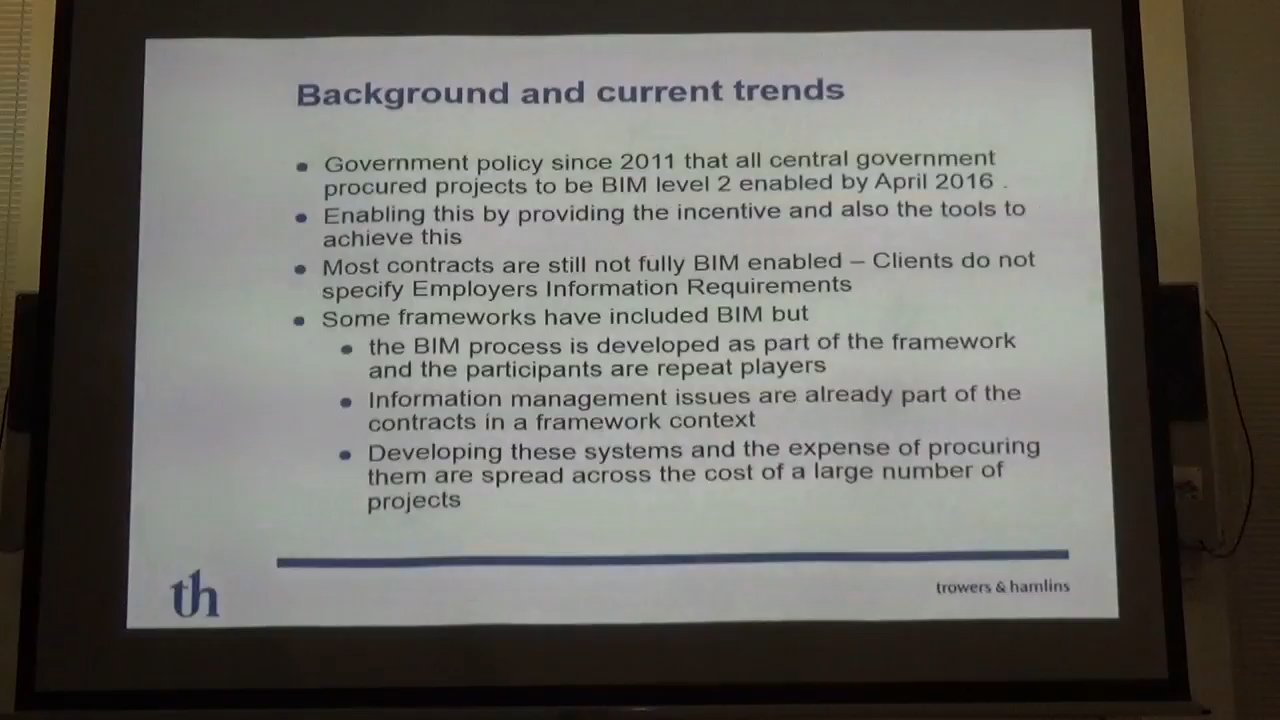 Background and current trends
• Government policy since 2011 that all central government
procured projects to be BIM level 2 enabled by April 2016 .
• Enabling this by providing the incentive and also the tools to
achieve this
• Most contracts are still not fully BIM enabled – Clients do not
specify Employers Information Requirements
• Some frameworks have included BIM but
• the BIM process is developed as part of the framework
and the participants are repeat players
• Information management issues are already part of the
contracts in a framework context
• Developing these systems and the expense of procuring
them are spread across the cost of a large number of
projects
th
trowers & hamlins